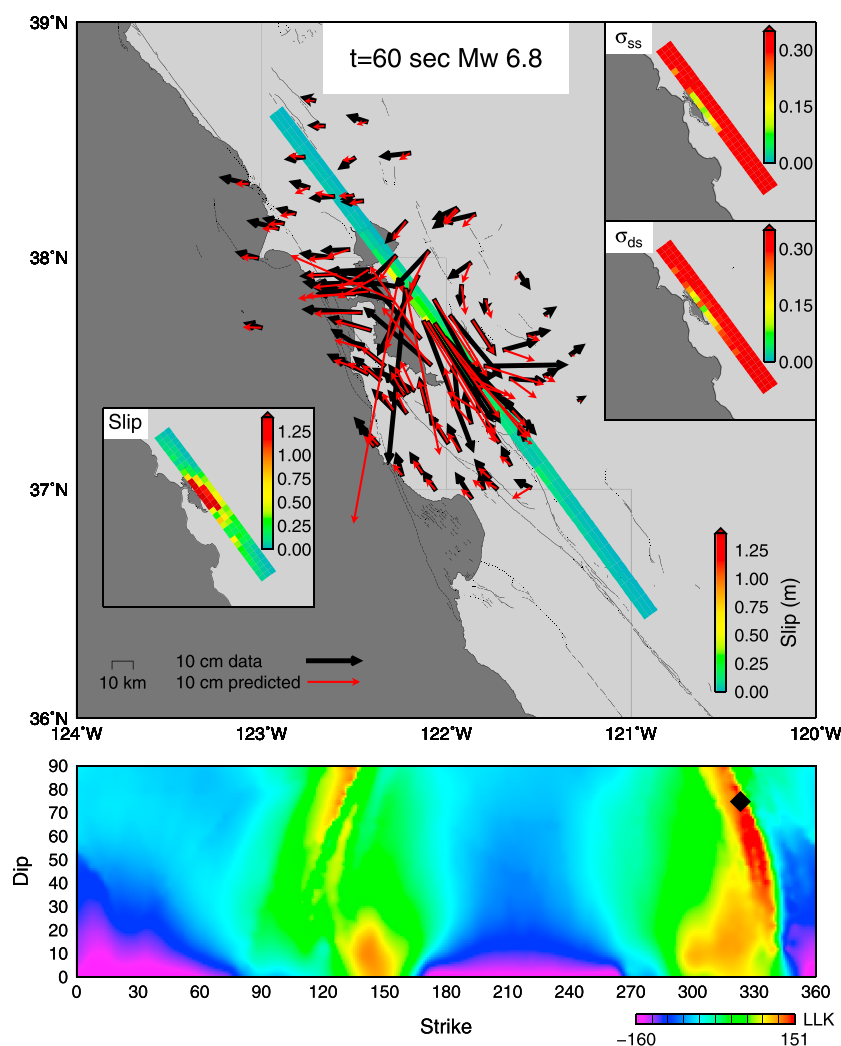 39°N
38°N
37°N
36°N
124°W
123°W
122°W
121°W
120°W
t=60 sec Mw 6.8
σss
0.30
0.15
0.00
σds
0.30
0.15
0.00
Slip
1.25
1.00
0.75
0.50
0.25
0.00
1.25
1.00
0.75
0.50
0.25
0.00
Slip (m)
10 km
10 cm data
10 cm predicted
90
80
70
60
50
40
30
20
10
0
Dip
0 30 60 90 120 150 180 210 240 270 300 330 360
Strike
LLK
−160 151